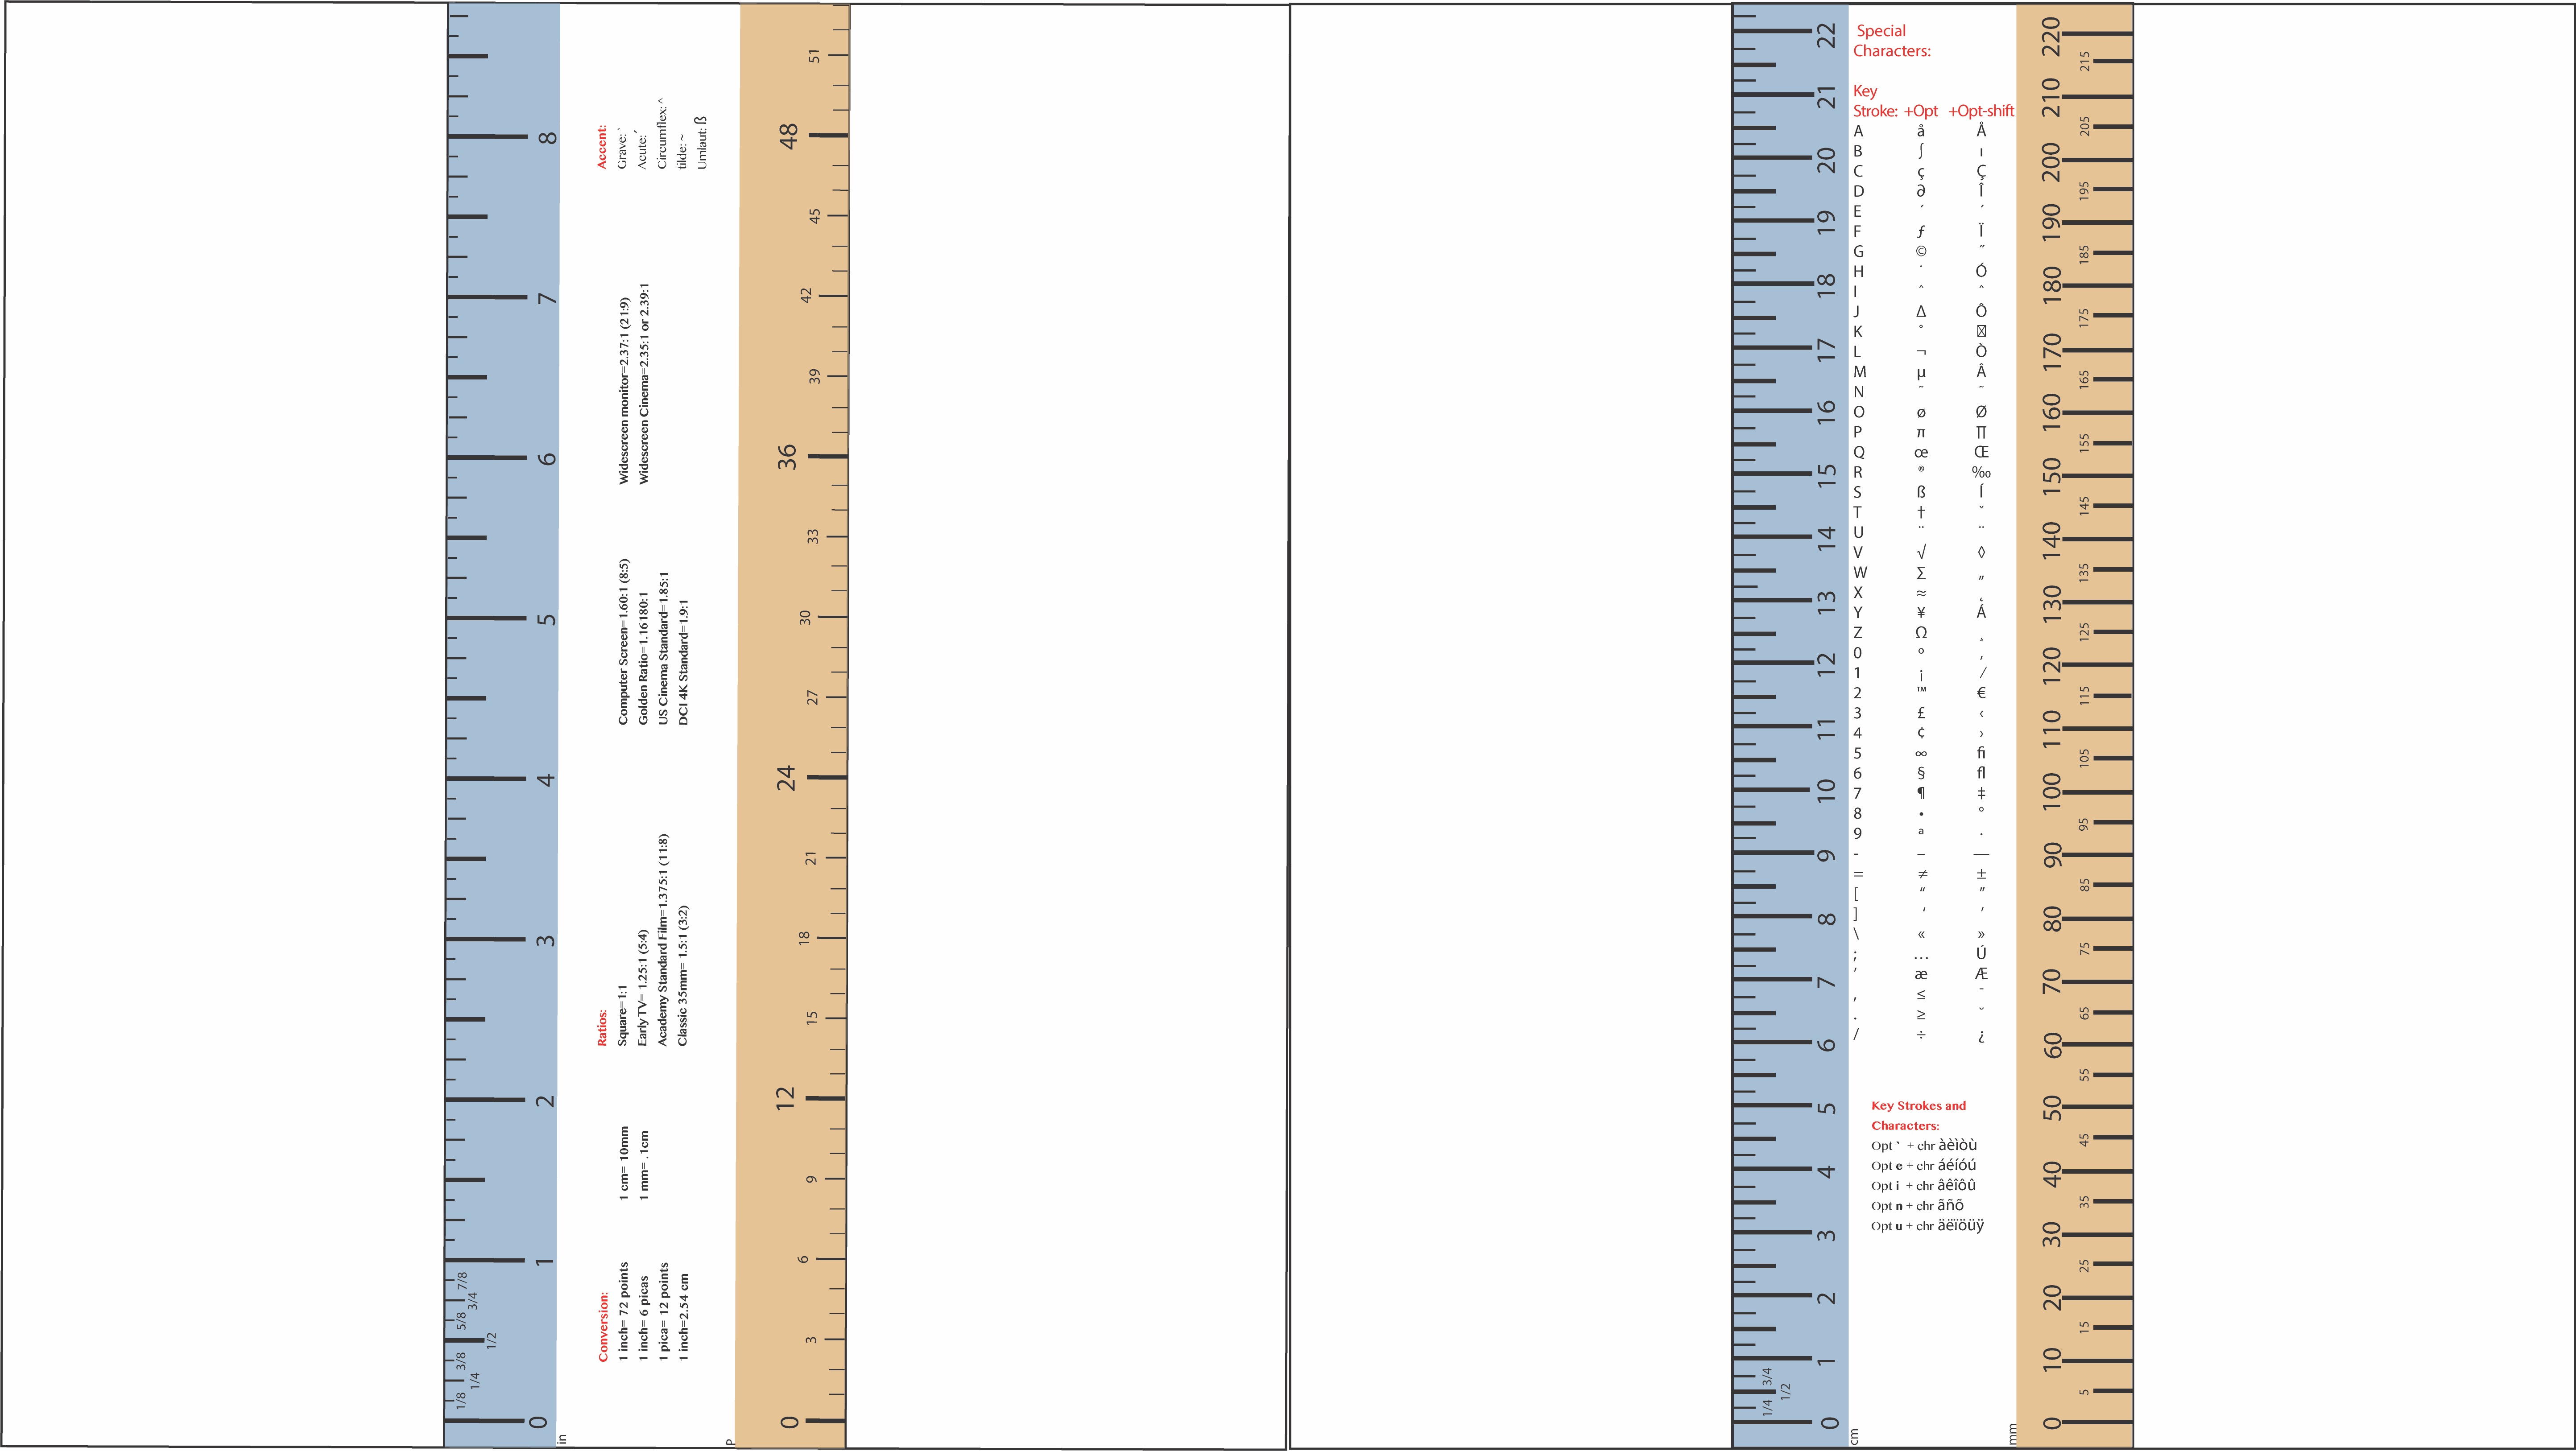 8
7
6
5
4
3
2
1
7/8
3/4
5/8
1/2
3/8
1/4
1/8
0
in
Accent:
Grave: `
Acute: ´
Circumflex: ^
tilde: ~
Umlaut: ß
Widescreen monitor=2.37:1 (21:9)
Widescreen Cinema=2.35:1 or 2.39:1
Computer Screen=1.60:1 (8:5)
Golden Ratio=1.16180:1
US Cinema Standard=1.85:1
DCI 4K Standard=1.9:1
Ratios:
Square=1:1
Early TV= 1.25:1 (5:4)
Academy Standard Film=1.375:1 (11:8)
Classic 35mm= 1.5:1 (3:2)
1 cm= 10mm
1 mm= .1cm
Conversion:
1 inch= 72 points
1 inch= 6 picas
1 pica= 12 points
1 inch=2.54 cm
P
51
48
45
42
39
36
33
30
27
24
21
18
15
12
9
6
3
0
22
21
20
19
18
17
16
15
14
13
12
11
10
9
8
7
6
5
4
3
2
1
3/4
1/2
1/4
0
cm
Special
Characters:
Key
Stroke: +Opt +Opt-shift
A å Å
B ∫ ı
C ç Ç
D ∂ Î
E ´ ´
F ƒ Ï
G © ˝
H ˙ Ó
I ˆ ˆ
J ∆ Ô
K ˚
L ¬ Ò
M µ Â
N ˜ ˜
O ø Ø
P π ∏
Q œ Œ
R ® ‰
S ß Í
T † ˇ
U ¨ ¨
V √ ◊
W Σ „
X ≈ ˛
Y ¥ Á
Z Ω ¸
0 º ‚
1 ¡ ⁄
2 ™ €
3 £ ‹
4 ¢ ›
5 ∞ ﬁ
6 § ﬂ
7 ¶ ‡
8 • °
9 ª ·
- – —
= ≠ ±
[ “ ”
] ‘ ’
\ « »
; … Ú
' æ Æ
, ≤ ¯
. ≥ ˘
/ ÷ ¿
Key Strokes and
Characters:
Opt ` + chr àèìòù
Opt e + chr áéíóú
Opt i + chr âêîôû
Opt n + chr ãñõ
Opt u + chr äëïöüÿ
mm
220
215
210
205
200
195
190
185
180
175
170
165
160
155
150
145
140
135
130
125
120
115
110
105
100
95
90
85
80
75
70
65
60
55
50
45
40
35
30
25
20
15
10
5
0